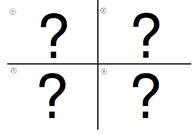 ① ? ② ?
③ ? ④ ?